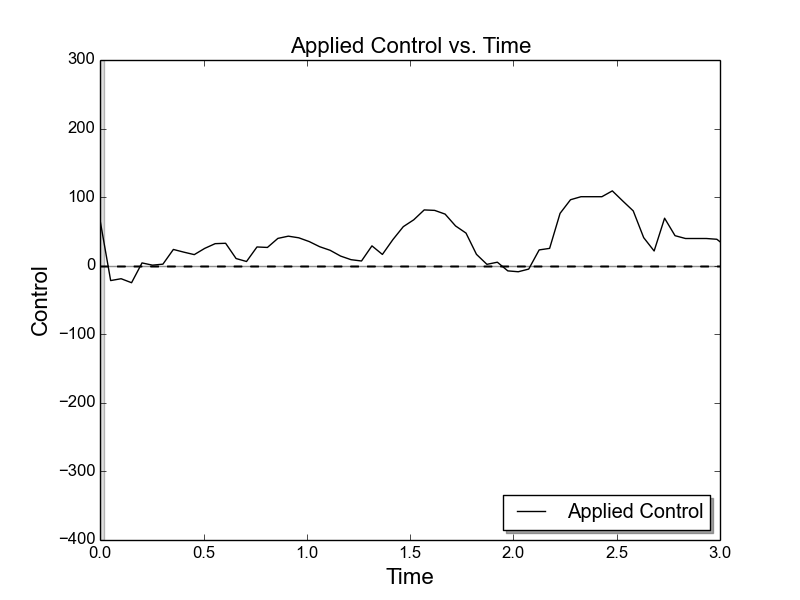 Applied Control vs. Time
300
200
100
0
−100
−200
−300
−400
Control
0.0 0.5 1.0 1.5 2.0 2.5 3.0
Time
Applied Control